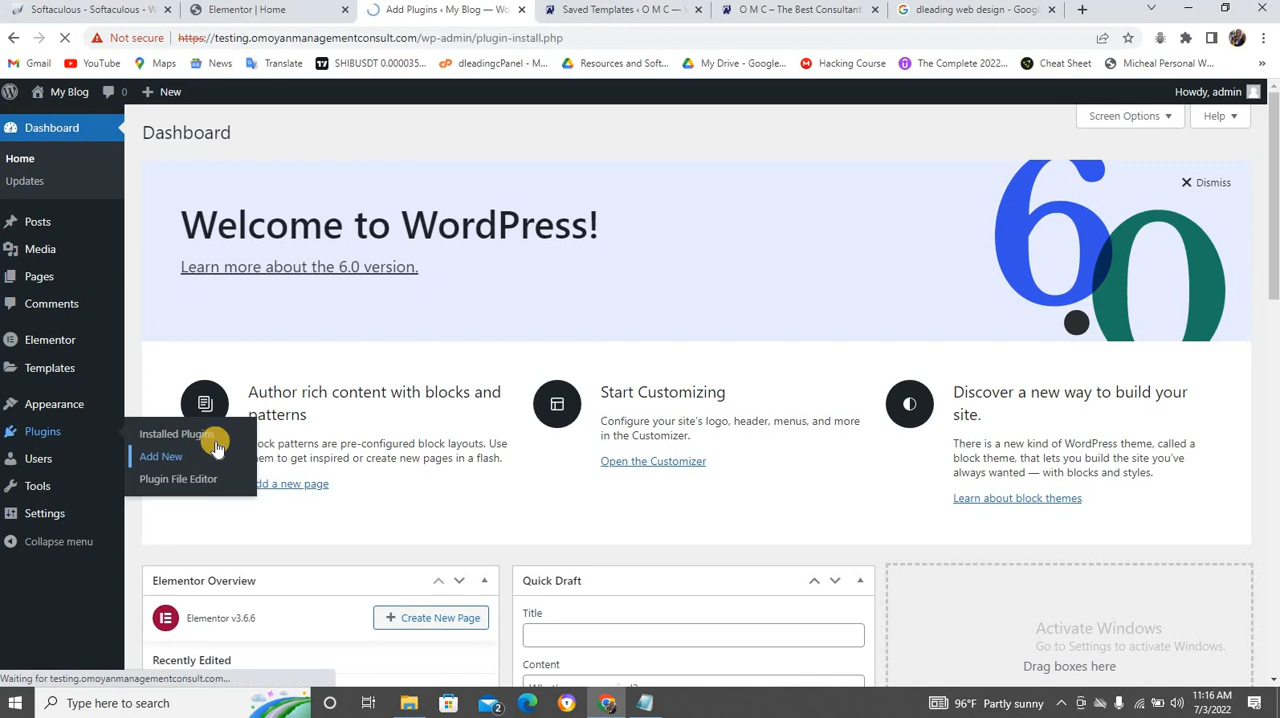 Softaculous - Softaculous - W
Elementor | Home
Add Plugins ‹ My Blog — Wo
Saved Templates ‹ O M C — W
O M C – The Best Consultant
dleading web design - Googl
Not secure | https://testing.omoyanmanagementconsult.com/wp-admin/plugin-install.php
Gmail
YouTube
Maps
News
Translate
SHIBUSDT 0.000035...
dleadingcPanel - M...
Resources and Soft...
My Drive - Google...
Hacking Course
The Complete 2022...
Cheat Sheet
Micheal Personal W...
My Blog
0
New
Howdy, admin
Dashboard
Home
Updates
Posts
Media
Pages
Comments
Elementor
Templates
Appearance
Plugins
Users
Tools
Settings
Collapse menu
Installed Plugins
Add New
Plugin File Editor
Screen Options
Help
Dashboard
Dismiss
Welcome to WordPress!
Learn more about the 6.0 version.
6.0
Author rich content with blocks and
patterns
lock patterns are pre-configured block layouts. Use
em to get inspired or create new pages in a flash.
dd a new page
Start Customizing
Configure your site's logo, header, menus, and more
in the Customizer.
Open the Customizer
Discover a new way to build your
site.
There is a new kind of WordPress theme, called a
block theme, that lets you build the site you've
always wanted — with blocks and styles.
Learn about block themes
Elementor Overview
Elementor v3.6.6
Create New Page
Recently Edited
Quick Draft
Title
Content
Activate Windows
Go to Settings to activate Windows.
Drag boxes here
Waiting for testing.omoyanmanagementconsult.com...
Type here to search
2
96°F Partly sunny
11:16 AM
7/3/2022